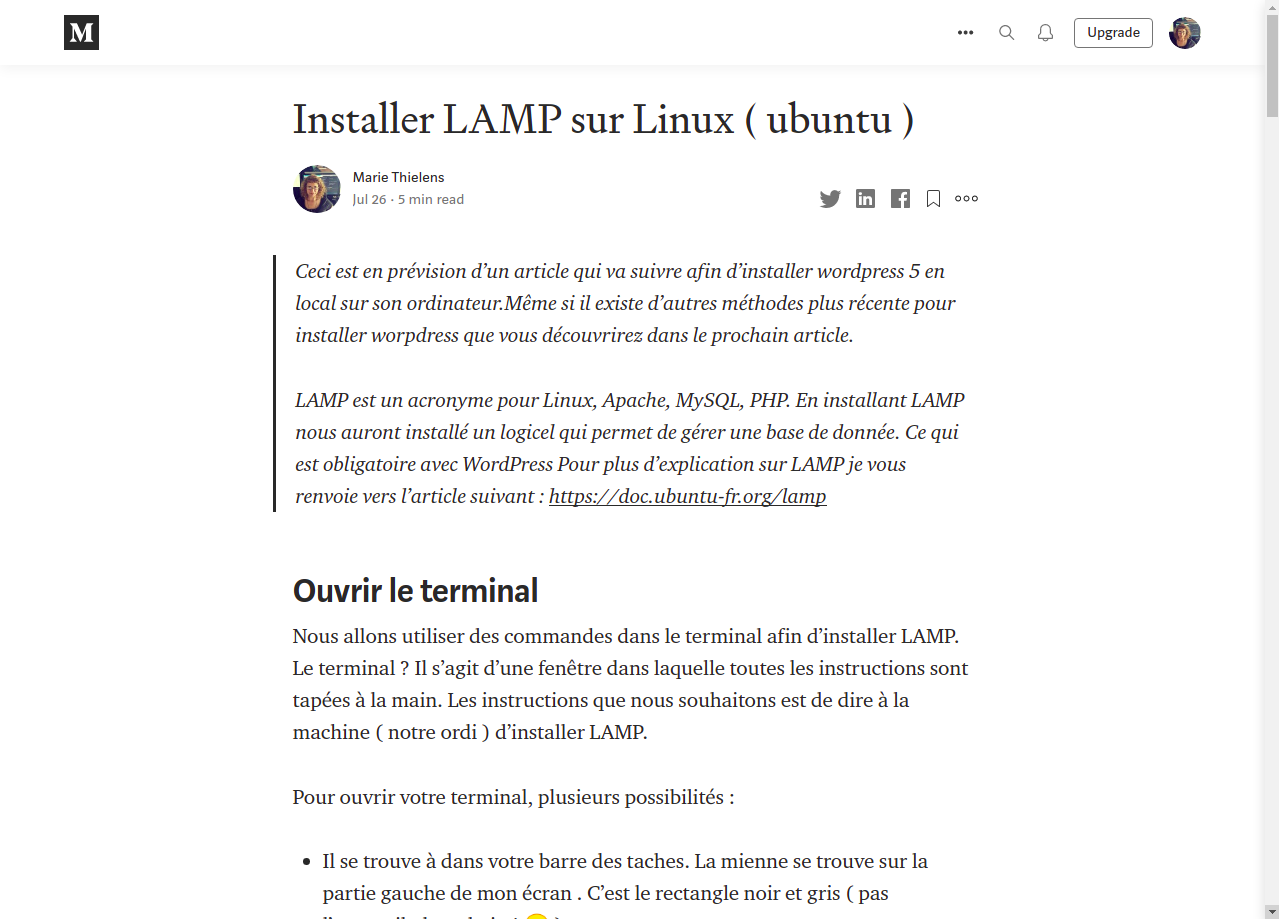 M
Upgrade
Installer LAMP sur Linux ( ubuntu )
Marie Thielens
Jul 26 · 5 min read
Ceci est en prévision d’un article qui va suivre afin d’installer wordpress 5 en
local sur son ordinateur.Même si il existe d’autres méthodes plus récente pour
installer worpdress que vous découvrirez dans le prochain article.
LAMP est un acronyme pour Linux, Apache, MySQL, PHP. En installant LAMP
nous auront installé un logicel qui permet de gérer une base de donnée. Ce qui
est obligatoire avec WordPress Pour plus d’explication sur LAMP je vous
renvoie vers l’article suivant : https://doc.ubuntu-fr.org/lamp
Ouvrir le terminal
Nous allons utiliser des commandes dans le terminal afin d’installer LAMP.
Le terminal ? Il s’agit d’une fenêtre dans laquelle toutes les instructions sont
tapées à la main. Les instructions que nous souhaitons est de dire à la
machine ( notre ordi ) d’installer LAMP.
Pour ouvrir votre terminal, plusieurs possibilités :
• Il se trouve à dans votre barre des taches. La mienne se trouve sur la
partie gauche de mon écran . C’est le rectangle noir et gris ( pas